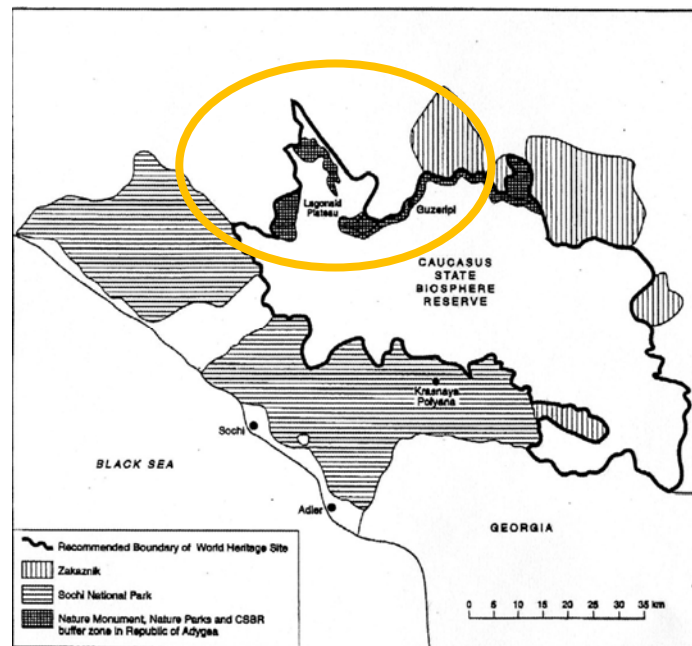 Lagonaki
Plateau
Guzeripl
CAUCASUS
STATE
BIOSPHERE
RESERVE
Krasnaya
Polyana
Sochi
BLACK SEA
Adler
GEORGIA
Recommended Boundary of World Heritage Site
Zakaznik
Sochi National Park
Nature Monument, Nature Parks and CSBR
buffer zone in Republic of Adygea
0 5 10 15 20 25 30 35 km